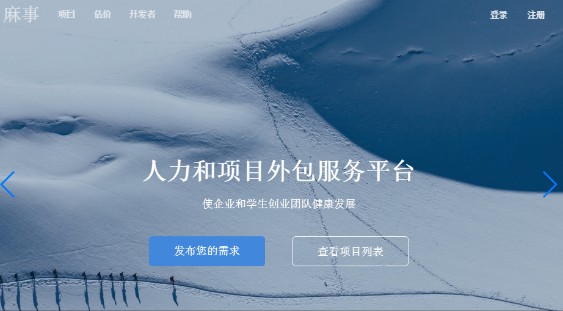 麻事 项目 估价 开发者 帮助 登录 注册
人力和项目外包服务平台
使企业和学生创业团队健康发展
发布您的需求 查看项目列表